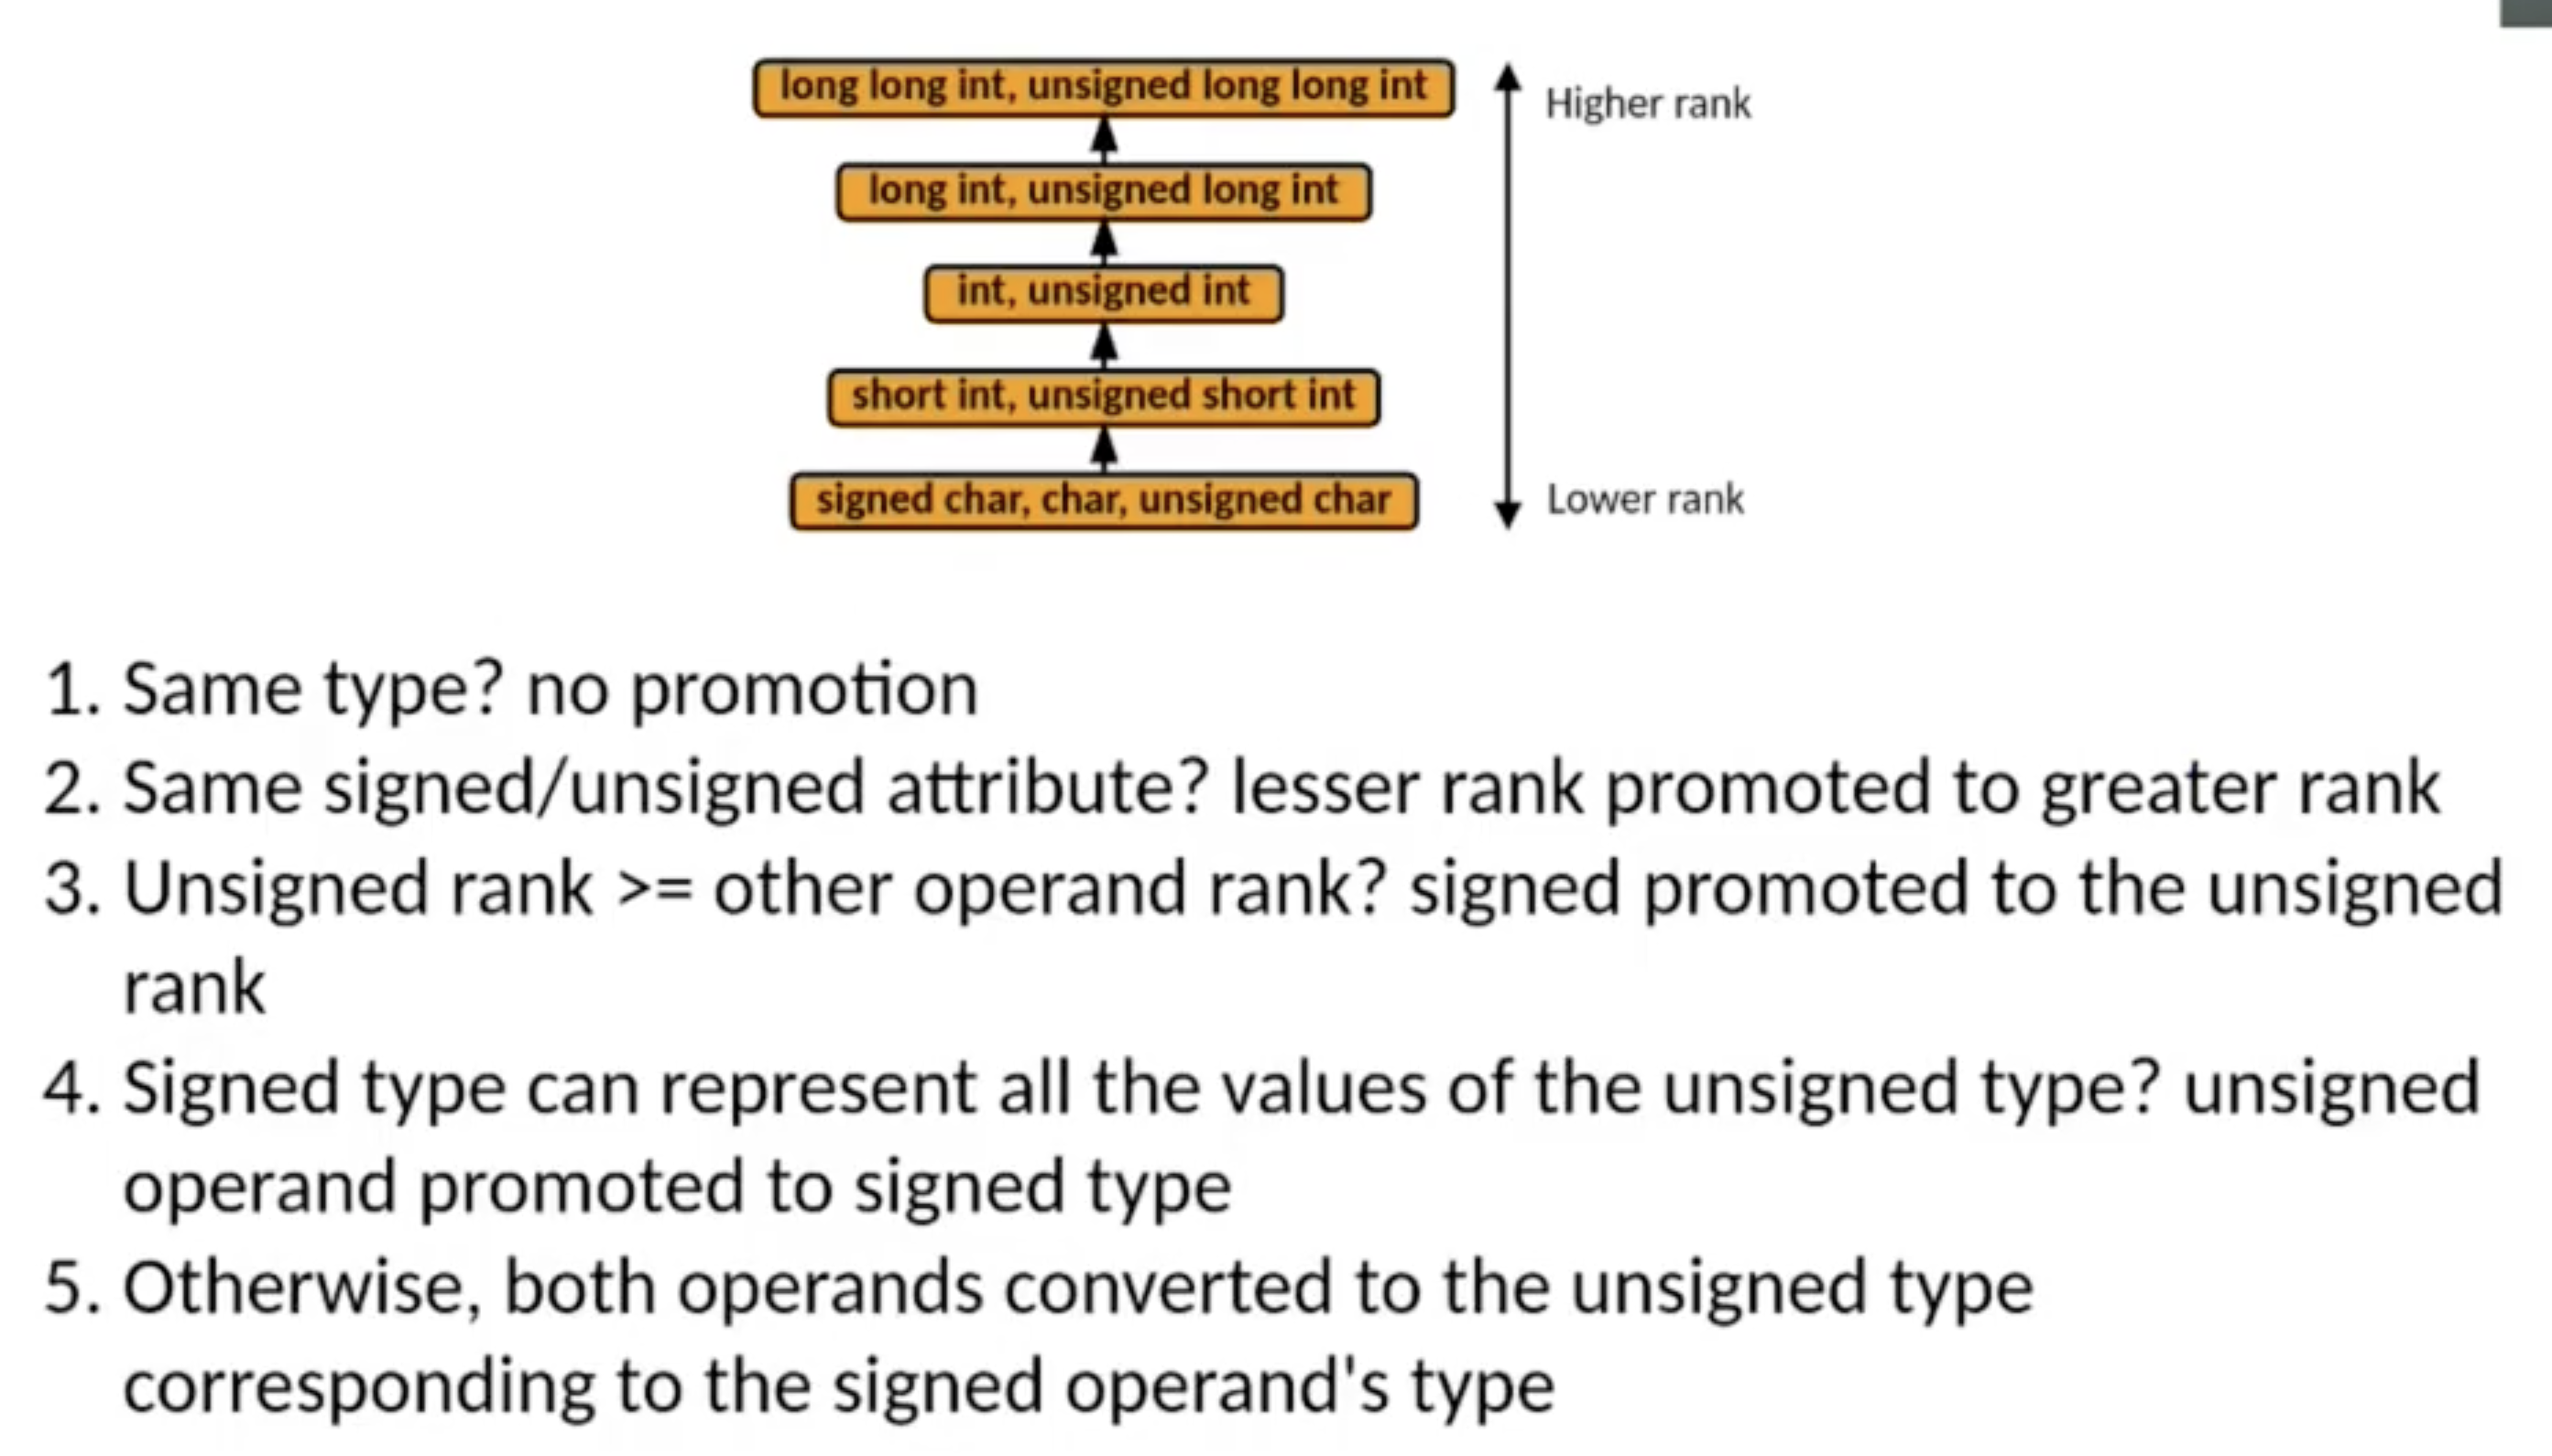 long long int, unsigned long long int
Higher rank
long int, unsigned long int
int, unsigned int
short int, unsigned short int
signed char, char, unsigned char
Lower rank
1. Same type? no promotion
2. Same signed/unsigned attribute? lesser rank promoted to greater rank
3. Unsigned rank >= other operand rank? signed promoted to the unsigned
rank
4. Signed type can represent all the values of the unsigned type? unsigned
operand promoted to signed type
5. Otherwise, both operands converted to the unsigned type
corresponding to the signed operand's type